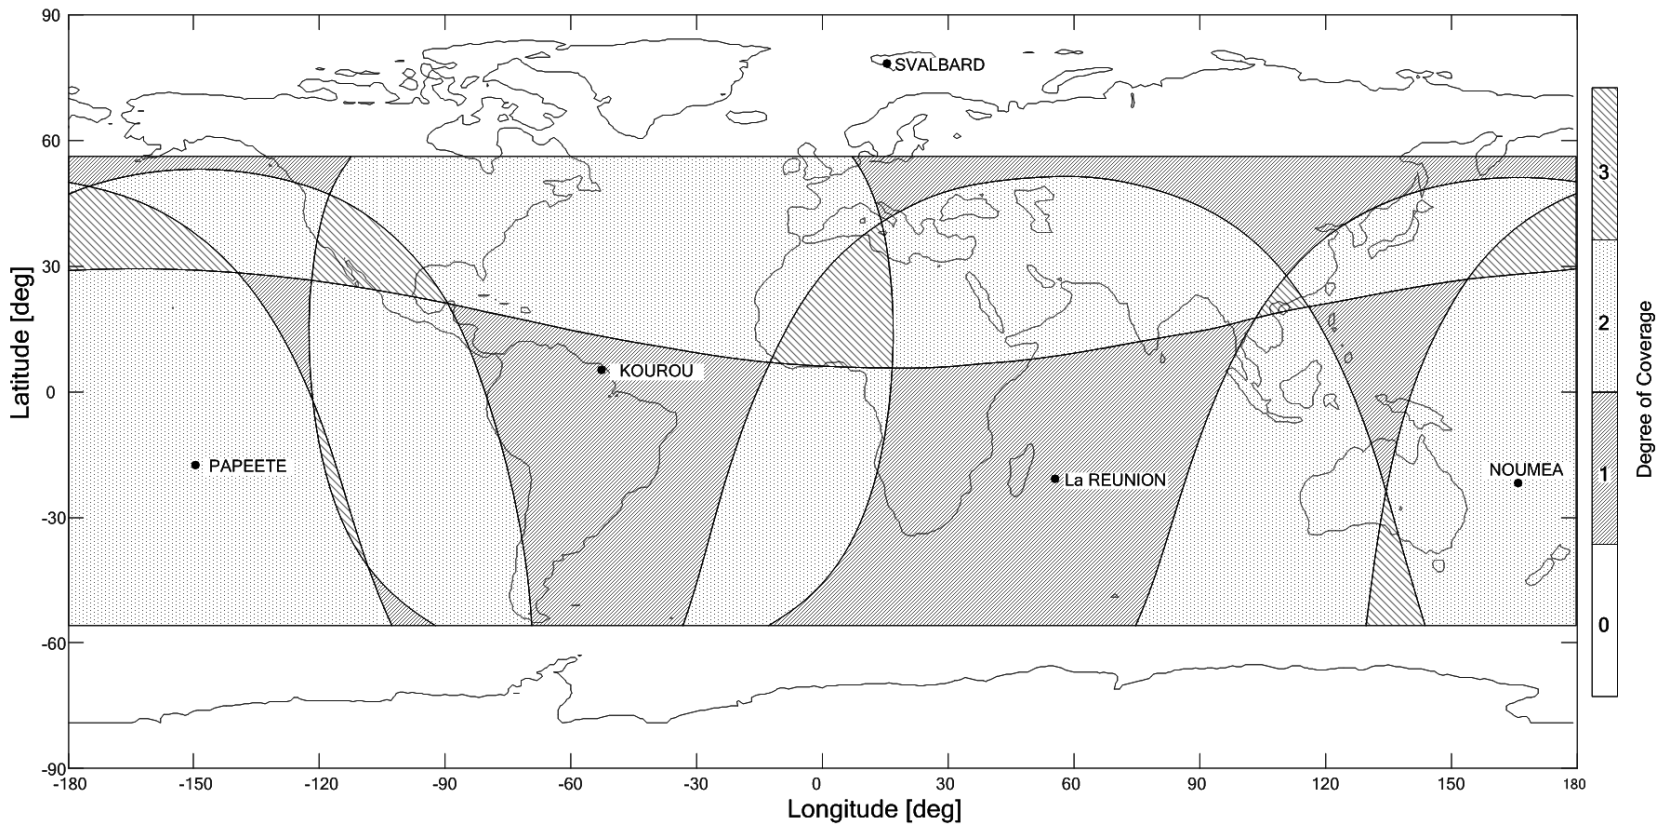 90
60
30
0
-30
-60
-90
Latitude [deg]
SVALBARD
KOUROU
PAPEETE
La REUNION
NOUMEA
3
2
1
0
Degree of Coverage
-180 -150 -120 -90 -60 -30 0 30 60 90 120 150 180
Longitude [deg]